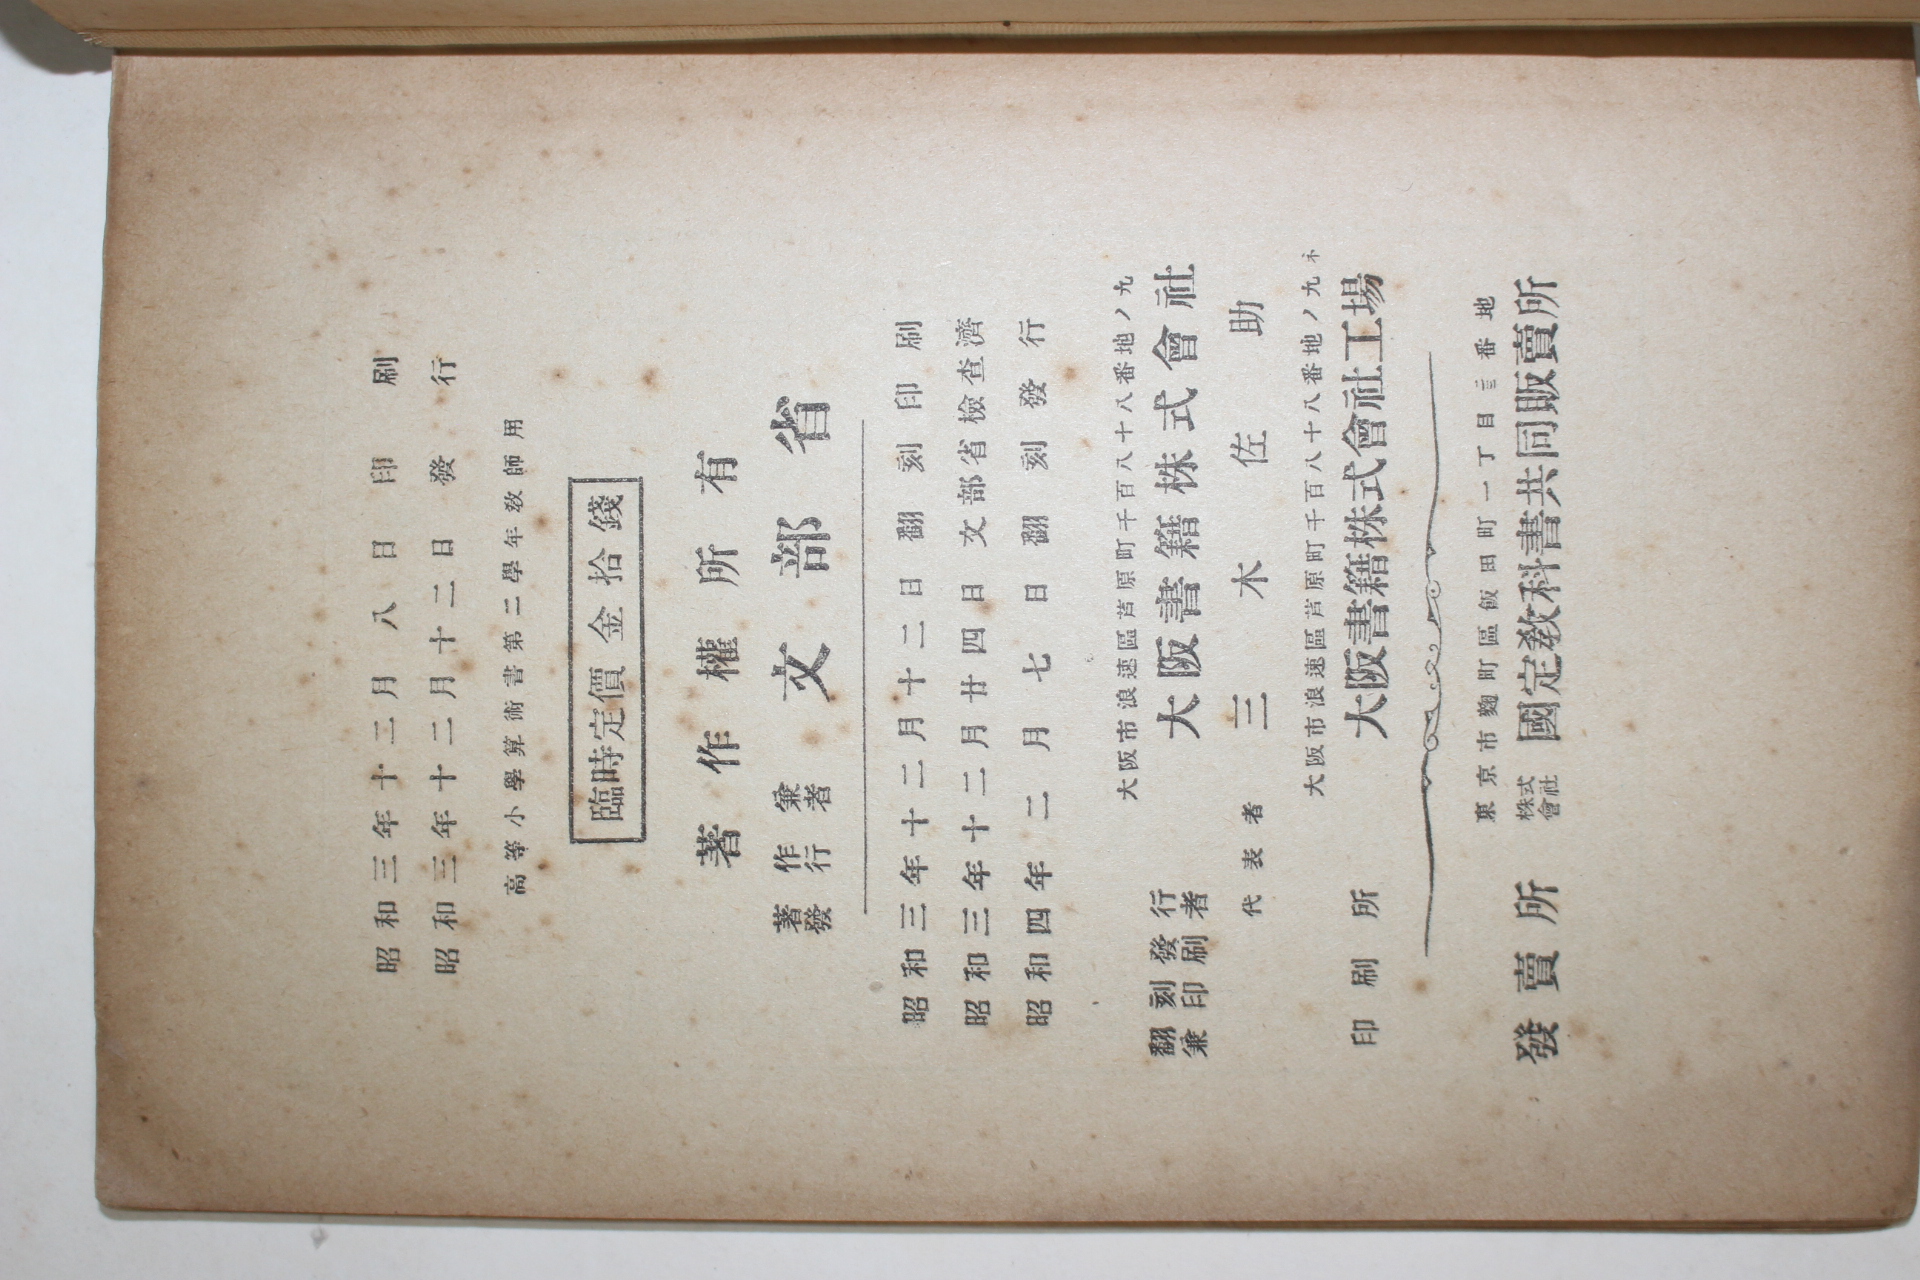 昭和三年十二月八日印刷
昭和三年十二月十二日發行
高等小學算術書第二學年敎師用
臨時定價金拾錢
著作權所有
著作兼
發行者
文部省
昭和三年十二月十二日翻刻印刷
昭和三年十二月廿四日文部省檢查濟
昭和四年二月七日翻刻發行
大阪市浪速區芦原町千百八十八番地ノ九
翻刻發行
兼印刷者
大阪書籍株式會社
代表者 三木佐助
大阪市浪速區芦原町千百八十八番地ノ九
印刷所 大阪書籍株式會社工場
東京市麴町區飯田町一丁目番地
發賣所
株式
會社
國定敎科書共同販賣所